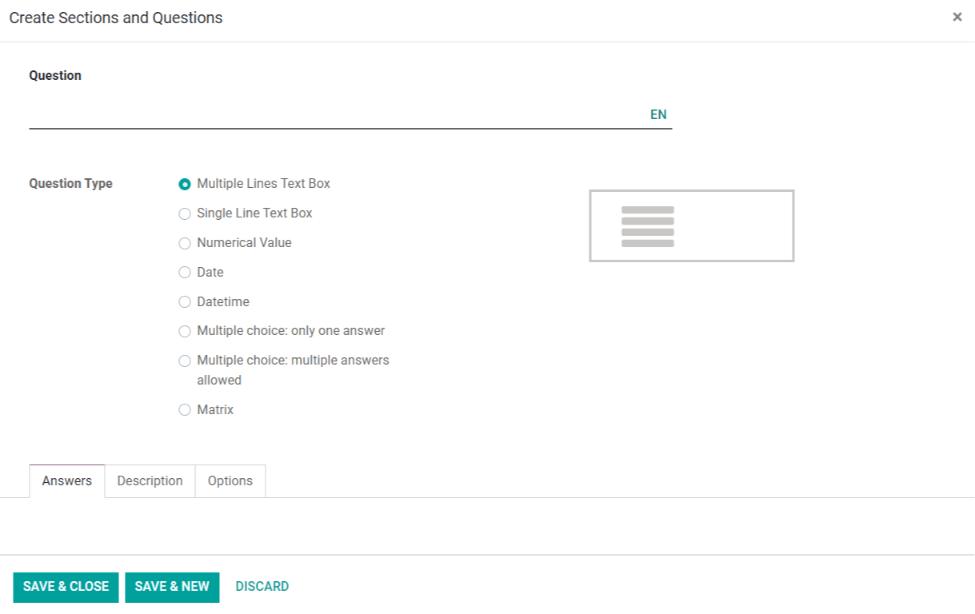 Create Sections and Questions ×
Question
EN
Question Type
Multiple Lines Text Box
Single Line Text Box
Numerical Value
Date
Datetime
Multiple choice: only one answer
Multiple choice: multiple answers
allowed
Matrix
Answers Description Options
SAVE & CLOSE SAVE & NEW DISCARD